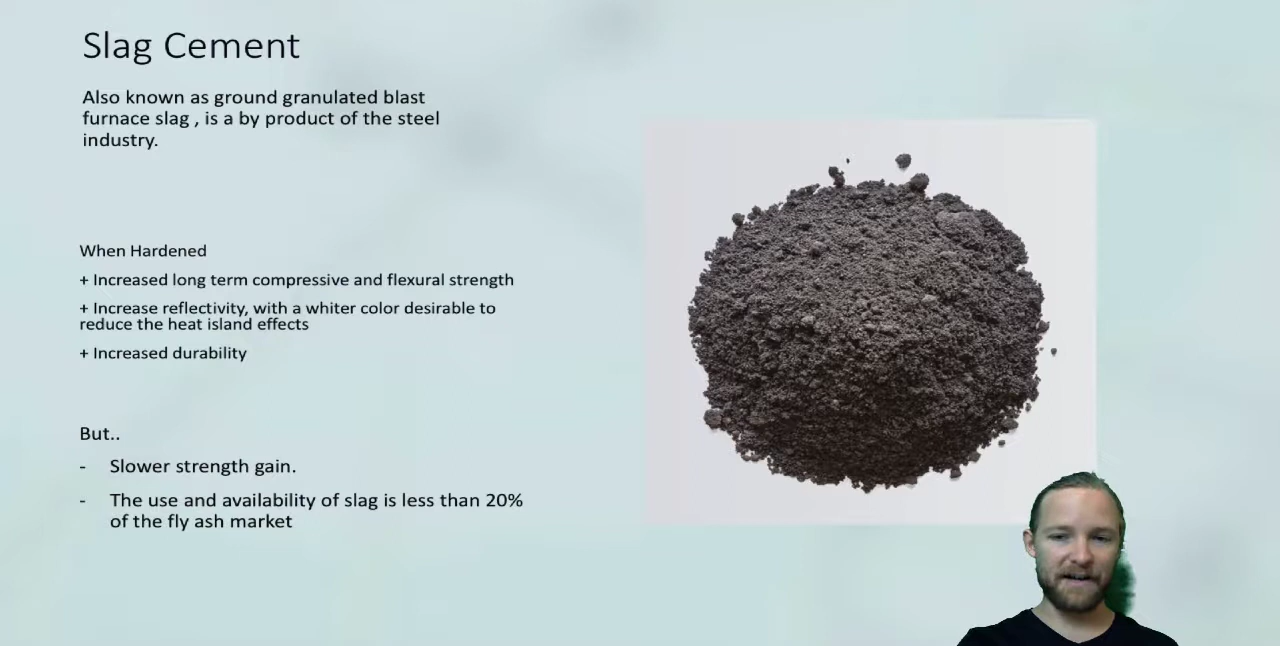 Slag Cement
Also known as ground granulated blast
furnace slag , is a by product of the steel
industry.
When Hardened
+ Increased long term compressive and flexural strength
+ Increase reflectivity, with a whiter color desirable to
reduce the heat island effects
+ Increased durability
But..
- Slower strength gain.
- The use and availability of slag is less than 20%
of the fly ash market